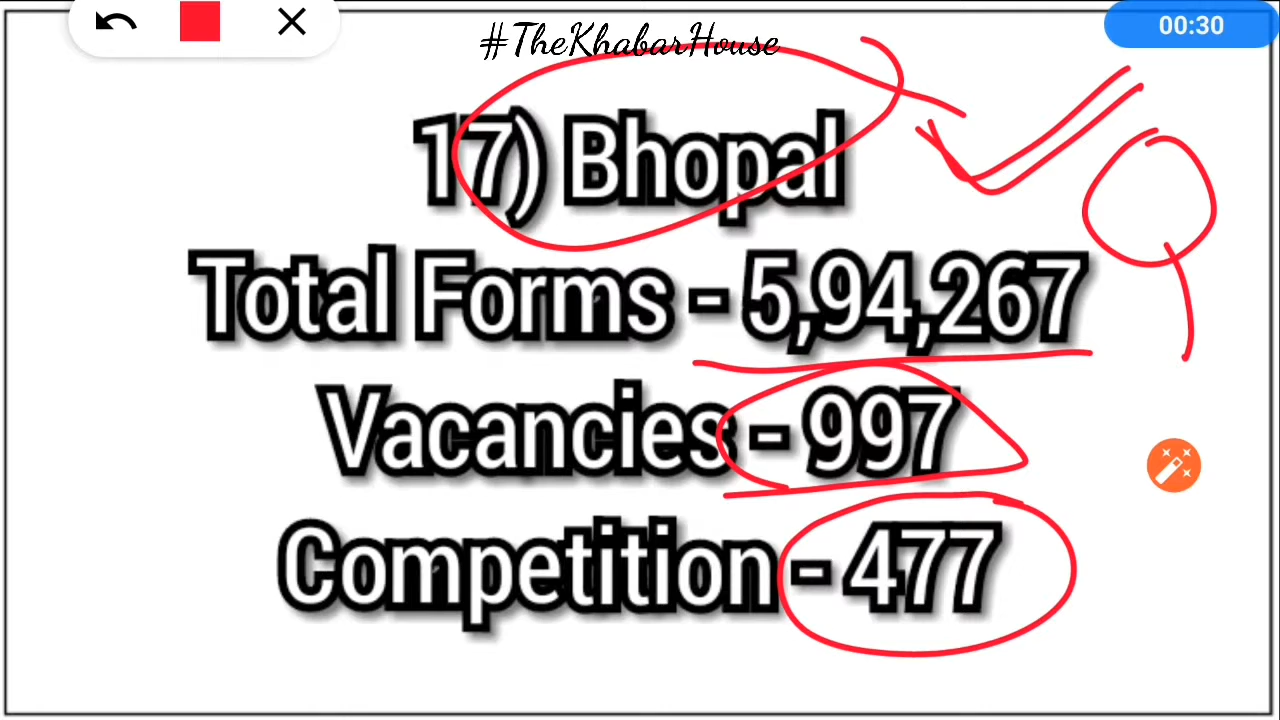 #TheKhabarHouse
00:30
17) Bhopal
Total Forms - 5,94,267
Vacancies - 997
Competition - 477